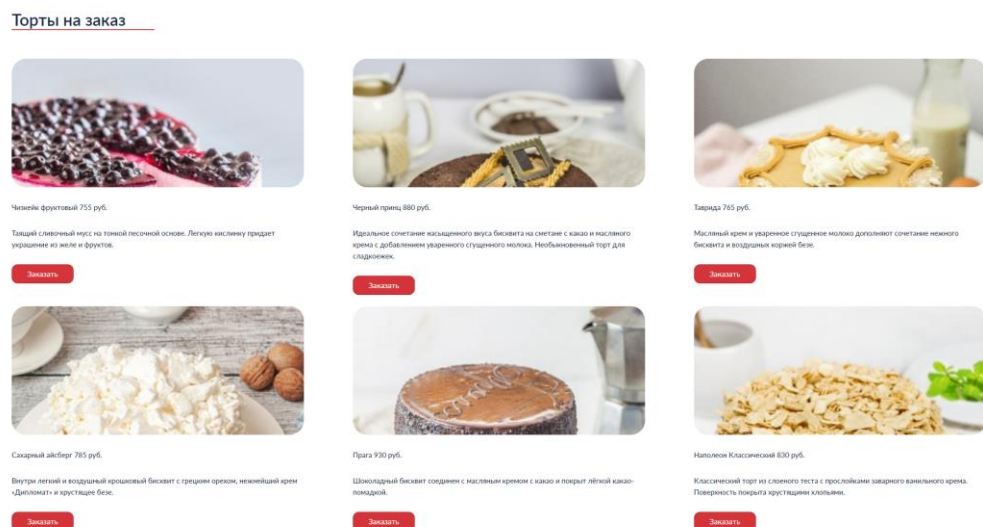 Торты на заказ
Чизкейк фруктовый 755 руб.
Тающий сливочный мусс на тонкой песочной основе. Легкую кислинку придает
украшение из желе и фруктов.
Заказать
Черный принц 880 руб.
Идеальное сочетание насыщенного вкуса бисквита на сметане с какао и масляного
крема с добавлением уваренного сгущенного молока. Необыкновенный торт для
сладкоежек.
Заказать
Таврида 765 руб.
Масляный крем и уваренное сгущенное молоко дополняют сочетание нежного
бисквита и воздушных коржей безе.
Заказать
Сахарный айсберг 785 руб.
Внутри легкий и воздушный крошковый бисквит с грецким орехом, нежнейший крем
«Дипломат» и хрустящее безе.
Заказать
Прага 930 руб.
Шоколадный бисквит соединен с масляным кремом с какао и покрыт лёгкой какао-
помадкой.
Заказать
Наполеон Классический 830 руб.
Классический торт из слоеного теста с прослойками заварного ванильного крема.
Поверхность покрыта хрустящими хлопьями.
Заказать